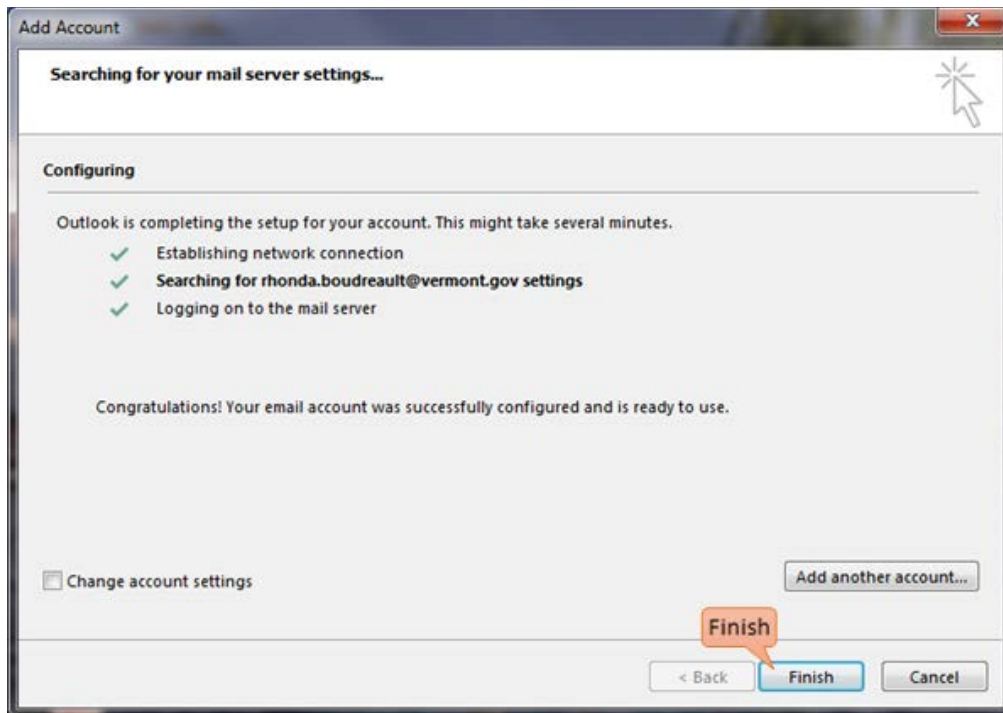 Add Account
Searching for your mail server settings...
Configuring
Outlook is completing the setup for your account. This might take several minutes.
Establishing network connection
Searching for rhonda.boudreault@vermont.gov settings
Logging on to the mail server
Congratulations! Your email account was successfully configured and is ready to use.
Change account settings
Add another account...
Finish
< Back
Finish
Cancel